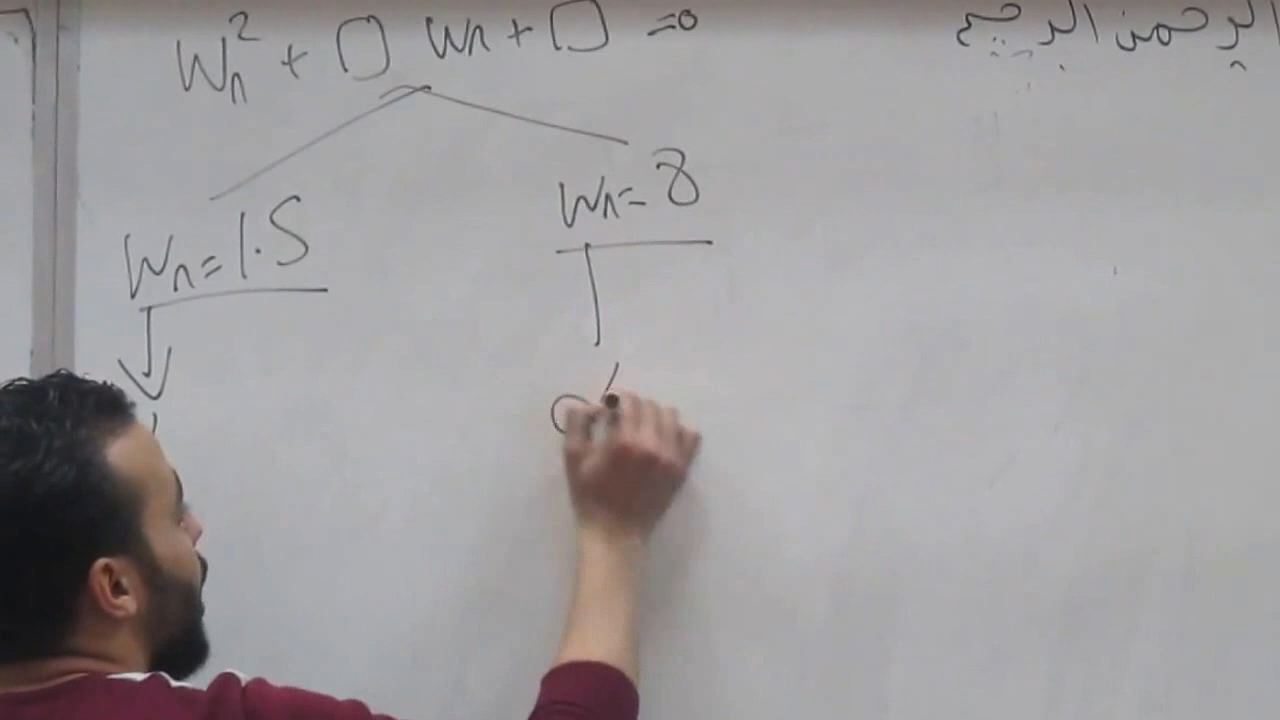 الرحمن الرحيم
Wn² + □ Wn + □ = 0
Wn = 8
Wn = 1.5